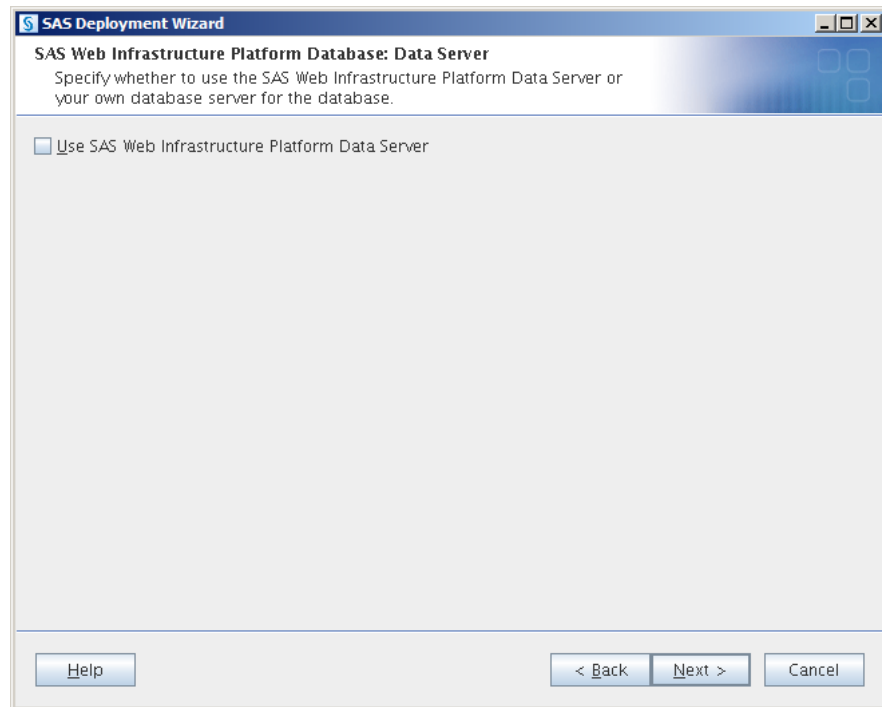 SAS Deployment Wizard
SAS Web Infrastructure Platform Database: Data Server
Specify whether to use the SAS Web Infrastructure Platform Data Server or
your own database server for the database.
Use SAS Web Infrastructure Platform Data Server
Help
< Back
Next >
Cancel